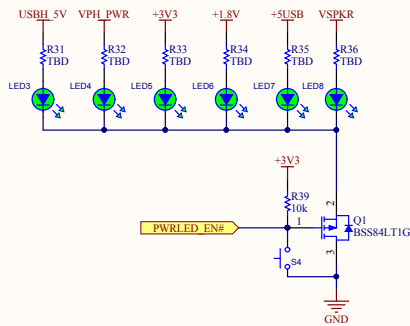 USBH_5V VPH_PWR +3V3 +1.8V +5USB VSPKR
R31 R32 R33 R34 R35 R36
TBD TBD TBD TBD TBD TBD
LED3 LED4 LED5 LED6 LED7 LED8
+3V3
R39
10k
2
Q1
PWRLED_EN# 1 BSS84LT1G
3
S4
GND